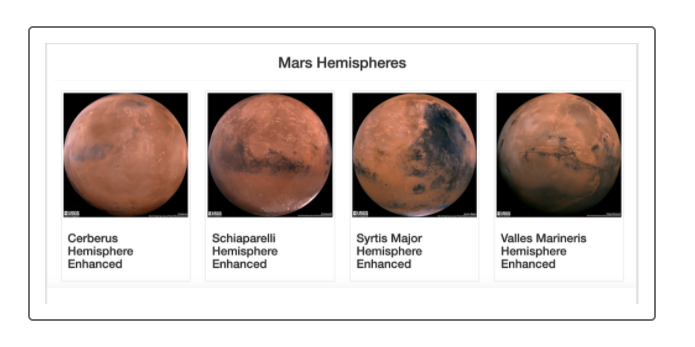 Mars Hemispheres
Cerberus
Hemisphere
Enhanced
Schiaparelli
Hemisphere
Enhanced
Syrtis Major
Hemisphere
Enhanced
Valles Marineris
Hemisphere
Enhanced